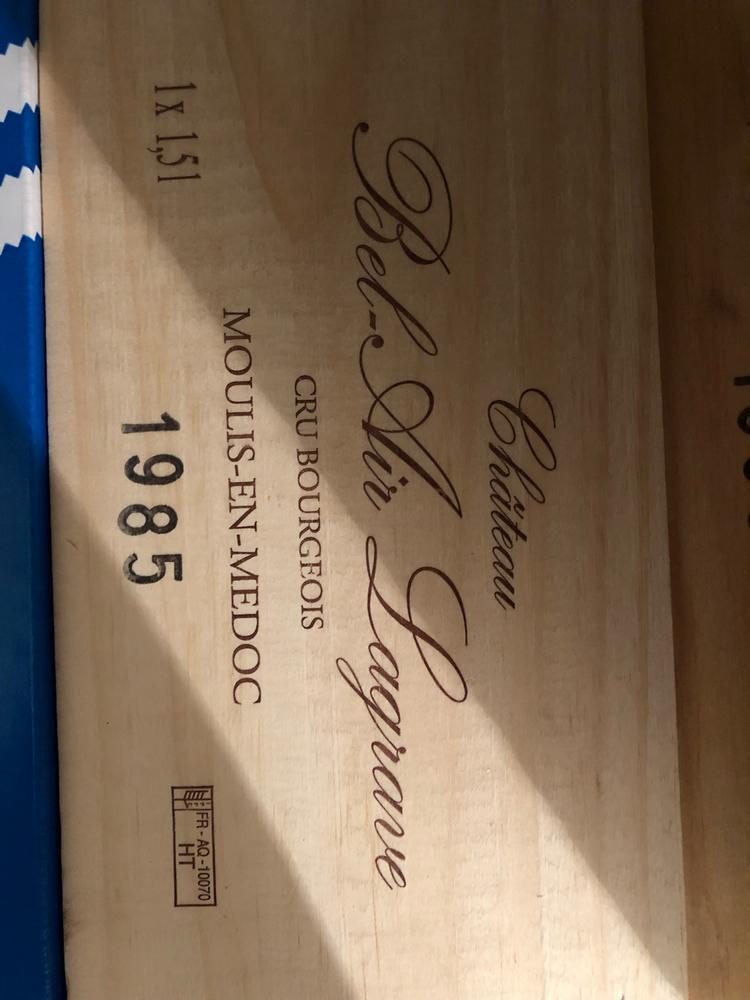 Château
Bel-Air Lagrave
CRU BOURGEOIS
MOULIS-EN-MEDOC
1 x 1,5 l
1985
FR - AQ - 10070
HT